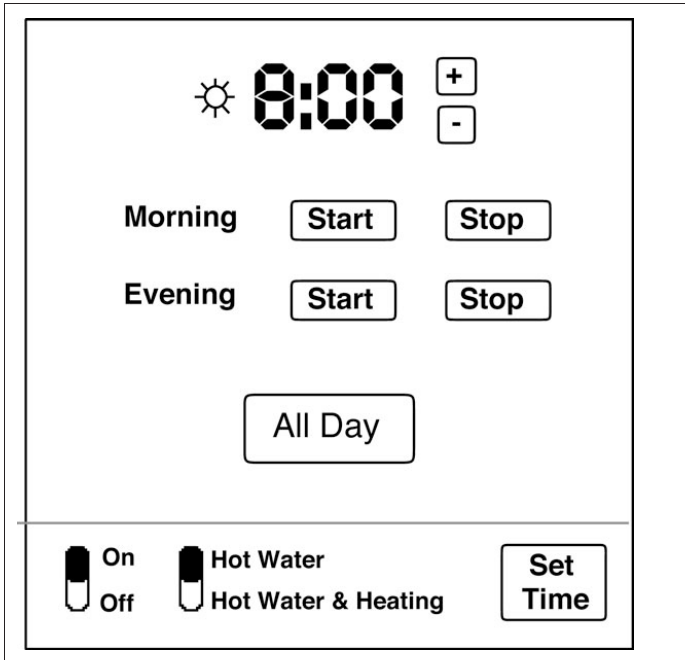 8:00 +
-
Morning Start Stop
Evening Start Stop
All Day
On Hot Water Set
Off Hot Water & Heating Time